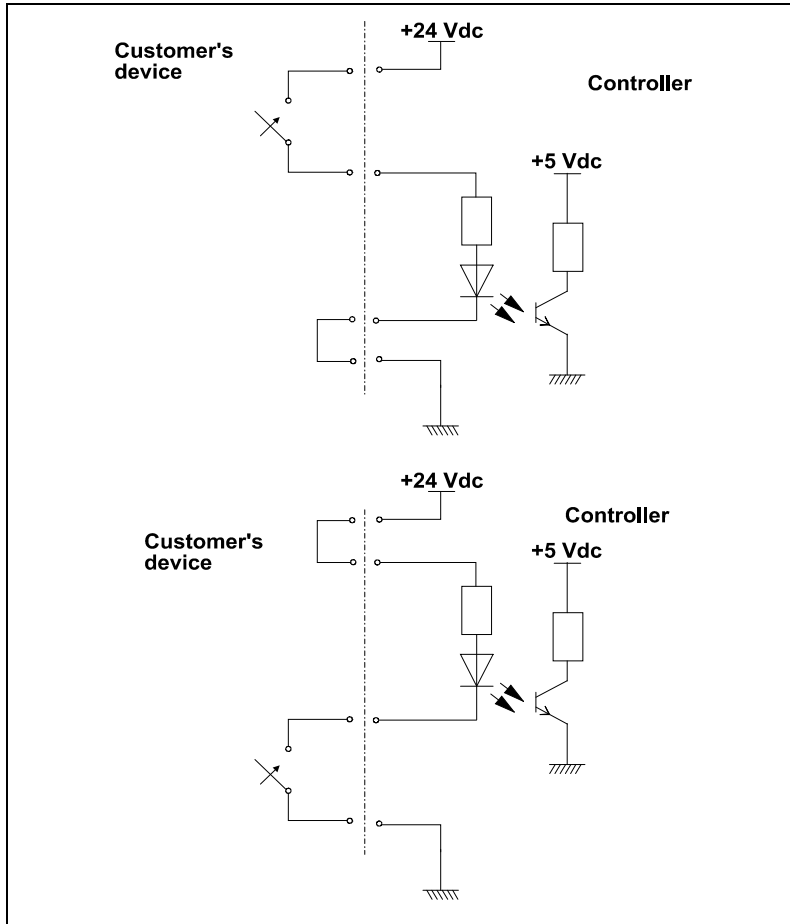 +24 Vdc
Customer's
device
Controller
+5 Vdc
+24 Vdc
Controller
Customer's
device
+5 Vdc